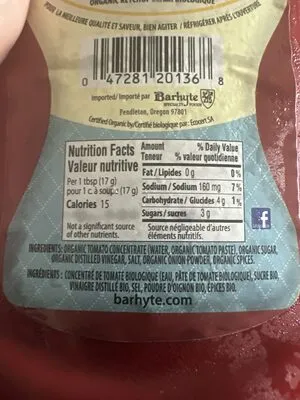 ORGANIC KETCHUP
BIOLOGIQUE
POUR LA MEILLEURE QUALITÉ ET SAVEUR, BIEN AGITER / RÉFRIGÉRER APRÈS L'OUVERTURE
0 47281 20136 8
imported/ Importé par
Barhyte
SPECIALTY FOODS
Pendleton, Oregon 97801
Certified Organic by/Certifié biologique par: Ecocert SA
Nutrition Facts
Valeur nutritive
Per 1 tbsp (17 g)
pour 1 c. à soupe (17 g)
Calories 15
Amount % Daily Value
Teneur % valeur quotidienne
Fat / Lipides 0 g 0%
Sodium / Sodium 160 mg 7%
Carbohydrate / Glucides 4 g 1%
Sugars / sucres 3 g
Not a significant source
of other nutrients.
Source négligeable d'autres
éléments nutritifs.
f
INGREDIENTS: ORGANIC TOMATO CONCENTRATE (WATER, ORGANIC TOMATO PASTE), ORGANIC SUGAR,
ORGANIC DISTILLED VINEGAR, SALT, ORGANIC ONION POWDER, ORGANIC SPICES.
INGRÉDIENTS: CONCENTRÉ DE TOMATE BIOLOGIQUE (EAU, PÂTE DE TOMATE BIOLOGIQUE), SUCRE BIO,
VINAIGRE DISTILLÉ BIO, SEL, POUDRE D'OIGNON BIO, ÉPICES BIO.
barhyte.com